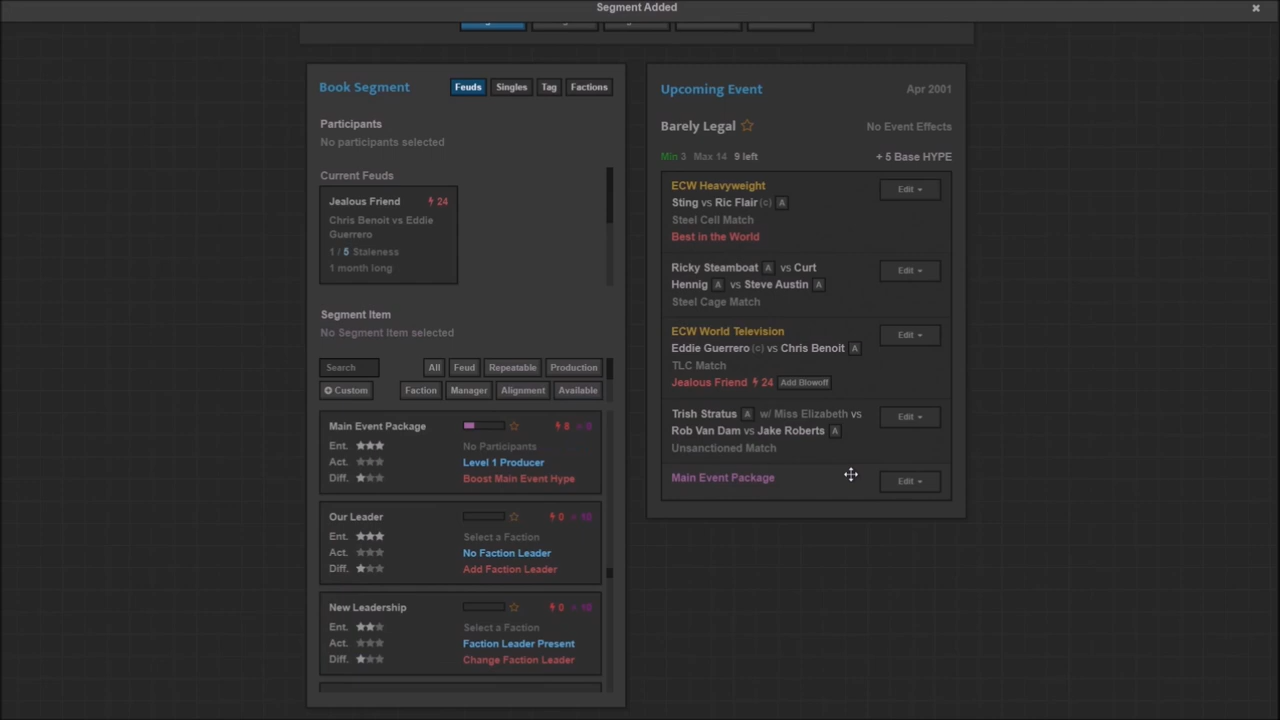 Segment Added
Book Segment
Feuds Singles Tag Factions
Participants
No participants selected
Current Feuds
Jealous Friend 24
Chris Benoit vs Eddie
Guerrero
1 / 5 Staleness
1 month long
Segment Item
No Segment Item selected
Search All Feud Repeatable Production
Custom Faction Manager Alignment Available
Main Event Package 8
Ent. No Participants
Act. Level 1 Producer
Diff. Boost Main Event Hype
Our Leader 0 10
Ent. Select a Faction
Act. No Faction Leader
Diff. Add Faction Leader
New Leadership 0 10
Ent. Select a Faction
Act. Faction Leader Present
Diff. Change Faction Leader
Upcoming Event Apr 2001
Barely Legal No Event Effects
Min 3 Max 14 9 left + 5 Base HYPE
ECW Heavyweight Edit
Sting vs Ric Flair (c) A
Steel Cell Match
Best in the World
Ricky Steamboat A vs Curt Edit
Hennig A vs Steve Austin A
Steel Cage Match
ECW World Television Edit
Eddie Guerrero (c) vs Chris Benoit A
TLC Match
Jealous Friend 24 Add Blowoff
Trish Stratus A w/ Miss Elizabeth vs Edit
Rob Van Dam vs Jake Roberts A
Unsanctioned Match
Main Event Package Edit